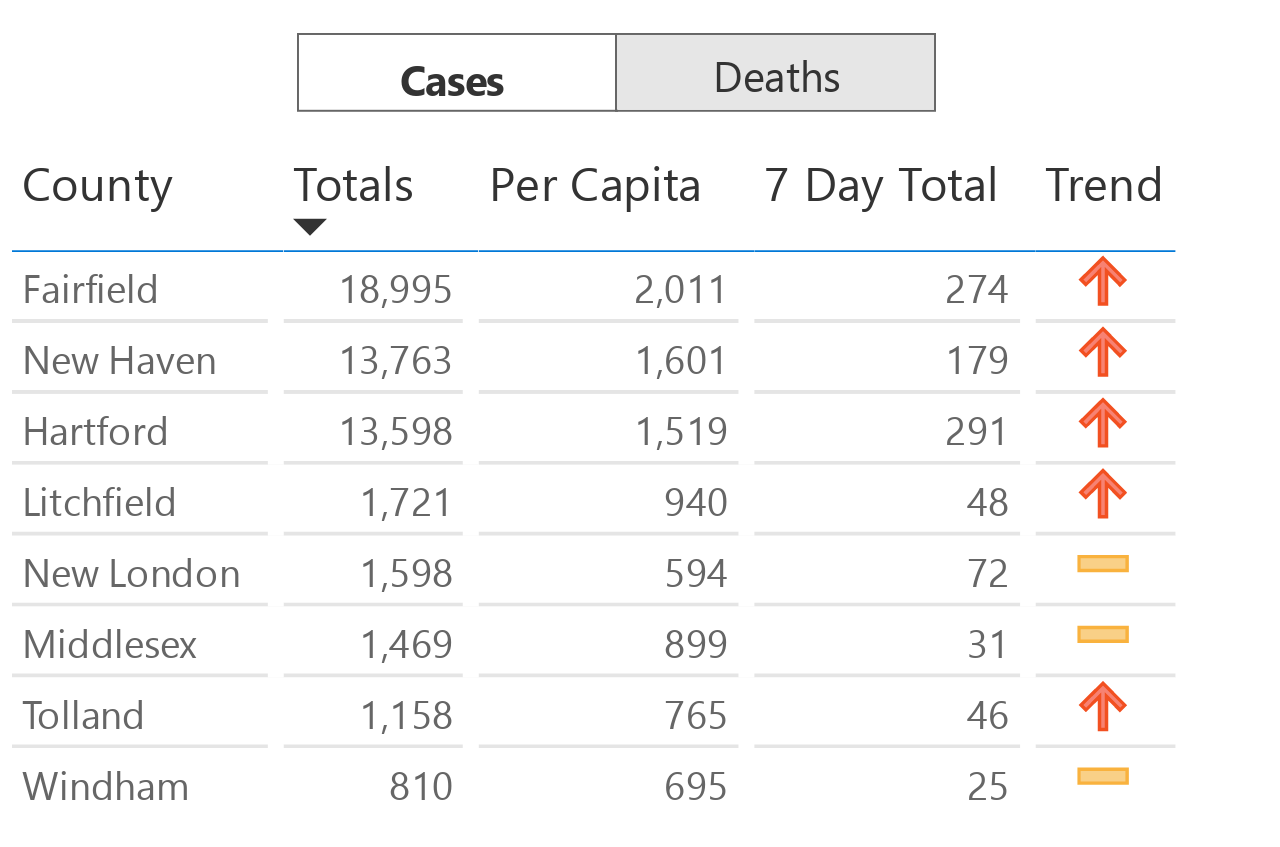 Cases Deaths
County Totals Per Capita 7 Day Total Trend
Fairfield 18,995 2,011 274
New Haven 13,763 1,601 179
Hartford 13,598 1,519 291
Litchfield 1,721 940 48
New London 1,598 594 72
Middlesex 1,469 899 31
Tolland 1,158 765 46
Windham 810 695 25